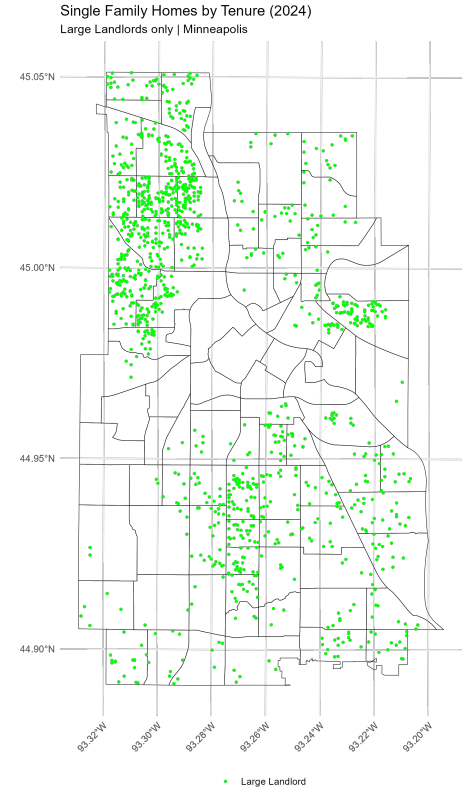 Single Family Homes by Tenure (2024)
Large Landlords only | Minneapolis
45.05°N
45.00°N
44.95°N
44.90°N
93.32°W
93.30°W
93.28°W
93.26°W
93.24°W
93.22°W
93.20°W
Large Landlord